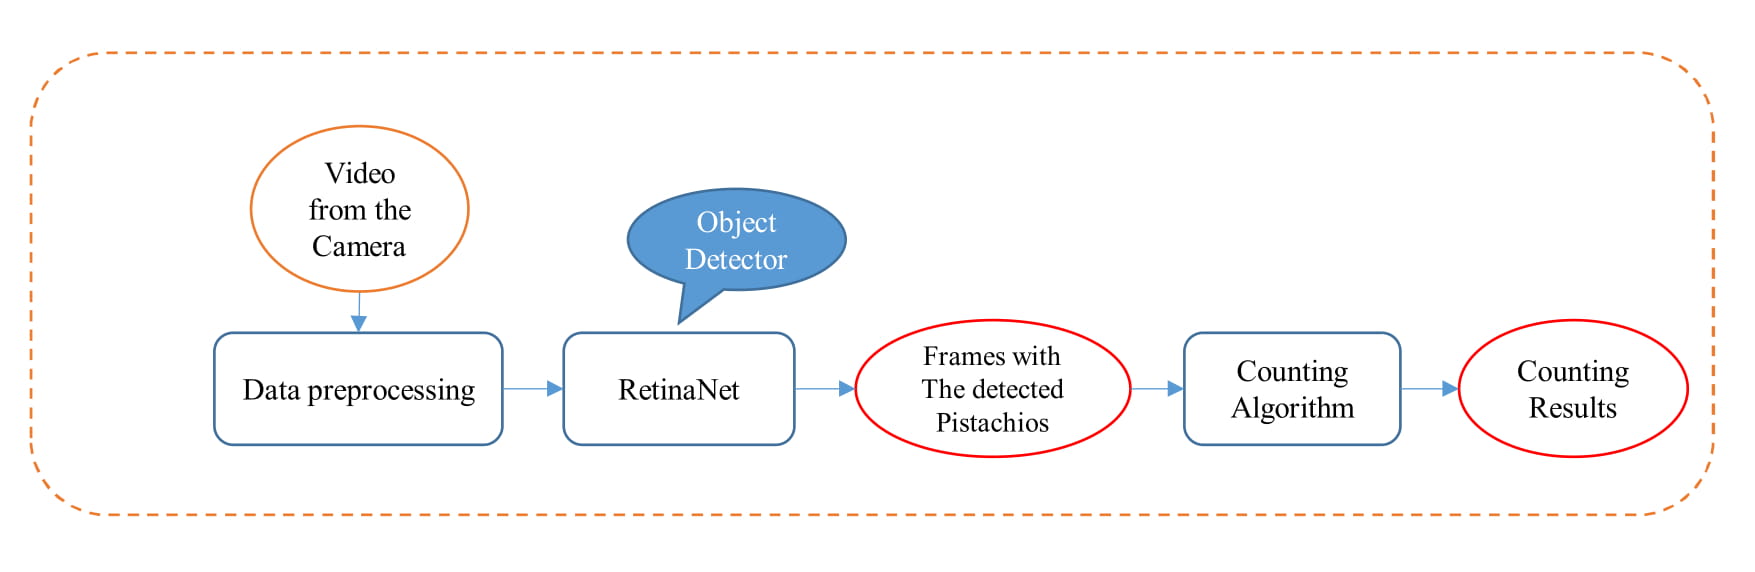 Video
from the
Camera
Object
Detector
Data preprocessing
RetinaNet
Frames with
The detected
Pistachios
Counting
Algorithm
Counting
Results